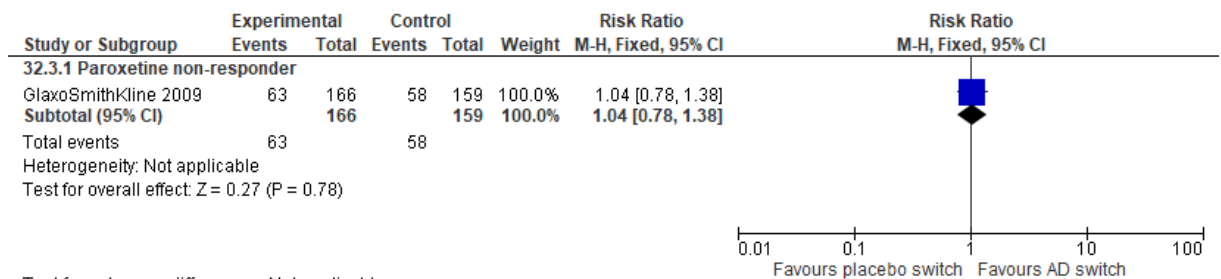 Experimental Control Risk Ratio Risk Ratio
Study or Subgroup Events Total Events Total Weight M-H, Fixed, 95% CI M-H, Fixed, 95% CI
32.3.1 Paroxetine non-responder
GlaxoSmithKline 2009 63 166 58 159 100.0% 1.04 [0.78, 1.38]
Subtotal (95% CI) 166 159 100.0% 1.04 [0.78, 1.38]
Total events 63 58
Heterogeneity: Not applicable
Test for overall effect: Z = 0.27 (P = 0.78)
0.01 0.1 1 10 100
Favours placebo switch Favours AD switch